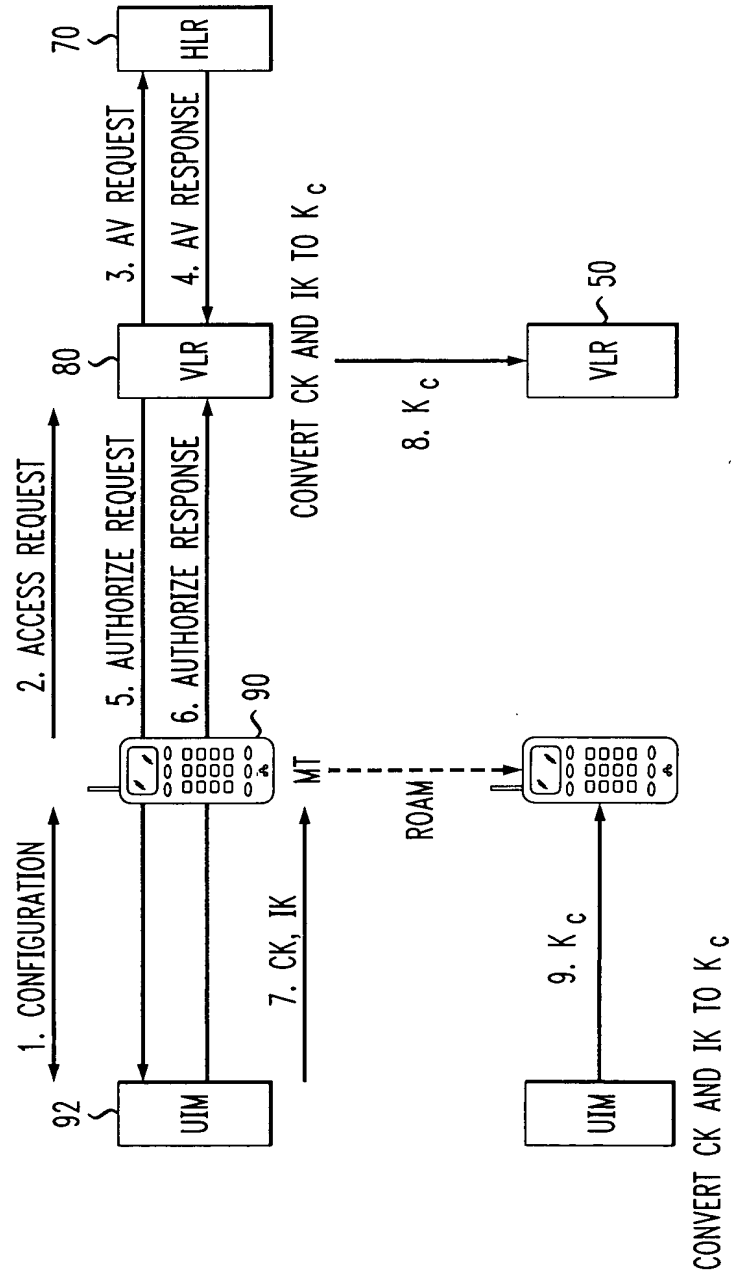 1. CONFIGURATION
2. ACCESS REQUEST
92
UIM
5. AUTHORIZE REQUEST
6. AUTHORIZE RESPONSE
90
MT
80
VLR
3. AV REQUEST
4. AV RESPONSE
70
HLR
7. CK, IK
CONVERT CK AND IK TO Kc
ROAM
8. Kc
UIM
9. Kc
VLR
50
CONVERT CK AND IK TO Kc